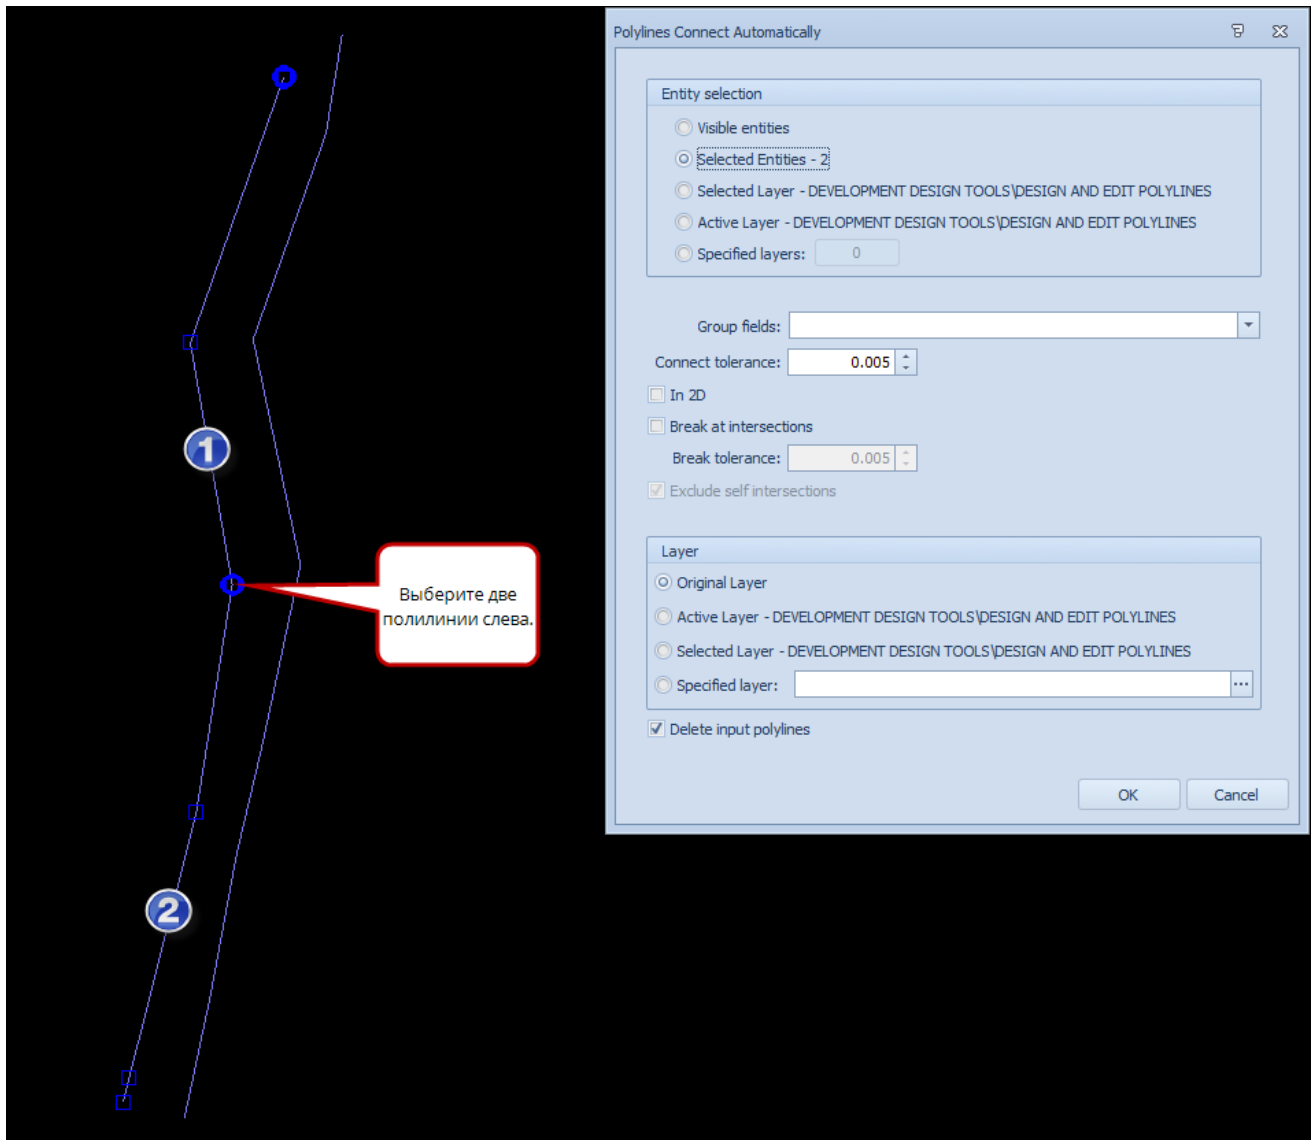 Polylines Connect Automatically
Entity selection
Visible entities
Selected Entities - 2
Selected Layer - DEVELOPMENT DESIGN TOOLS\DESIGN AND EDIT POLYLINES
Active Layer - DEVELOPMENT DESIGN TOOLS\DESIGN AND EDIT POLYLINES
Specified layers: 0
Group fields:
Connect tolerance: 0.005
In 2D
Break at intersections
Break tolerance: 0.005
Exclude self intersections
Layer
Original Layer
Active Layer - DEVELOPMENT DESIGN TOOLS\DESIGN AND EDIT POLYLINES
Selected Layer - DEVELOPMENT DESIGN TOOLS\DESIGN AND EDIT POLYLINES
Specified layer: ...
Delete input polylines
OK Cancel
1
Выберите две
полилинии слева.
2